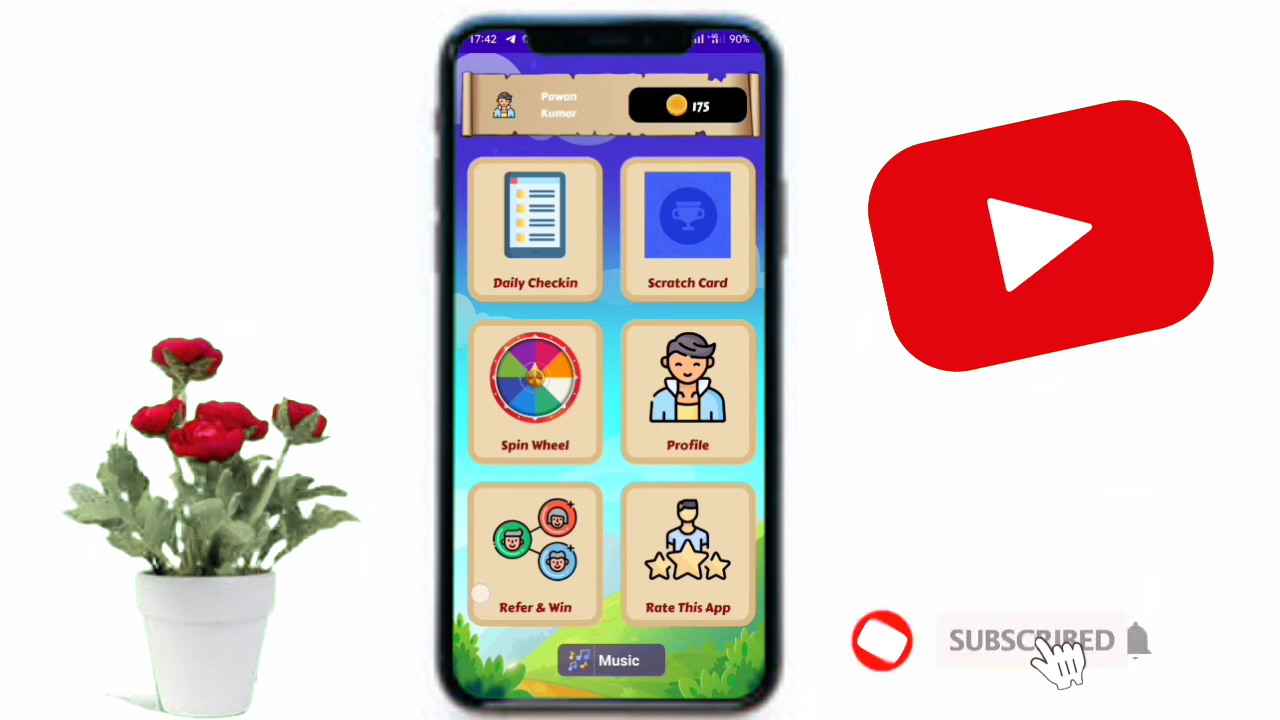 17:42
4G
90%
Pawan
Kumar
175
Daily Checkin
Scratch Card
Spin Wheel
Profile
Refer & Win
Rate This App
Music
SUBSCRIBED